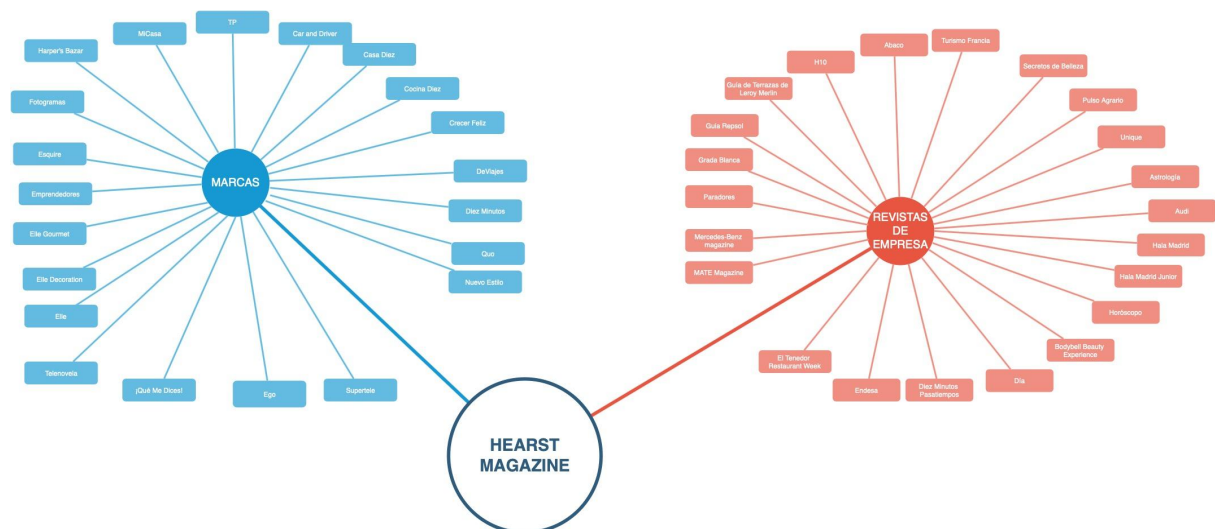 TP
MiCasa
Car and Driver
Harper's Bazar
Casa Diez
Cocina Diez
Fotogramas
Crecer Feliz
Esquire
DeViajes
MARCAS
Emprendedores
Diez Minutos
Elle Gourmet
Quo
Elle Decoration
Nuevo Estilo
Elle
Telenovela
¡Qué Me Dices!
Ego
Supertele
HEARST
MAGAZINE
Turismo Francia
Abaco
H10
Secretos de Belleza
Guía de Terrazas de
Leroy Merlin
Pulso Agrario
Guía Repsol
Unique
Grada Blanca
Astrología
Paradores
Audi
REVISTAS
DE
EMPRESA
Mercedes-Benz
magazine
Hala Madrid
MATE Magazine
Hala Madrid Junior
Horóscopo
Bodybell Beauty
Experience
El Tenedor
Restaurant Week
Día
Endesa
Diez Minutos
Pasatiempos